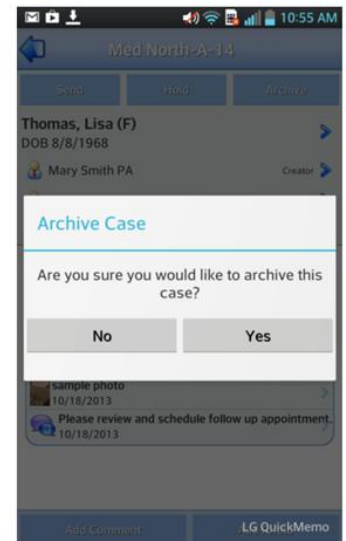 10:55 AM
Med North-A-14
Send Hold Archive
Thomas, Lisa (F)
DOB 8/8/1968
Mary Smith PA Creator
Archive Case
Are you sure you would like to archive this
case?
No Yes
sample photo
10/18/2013
Please review and schedule follow up appointment.
10/18/2013
Add Comment
LG QuickMemo